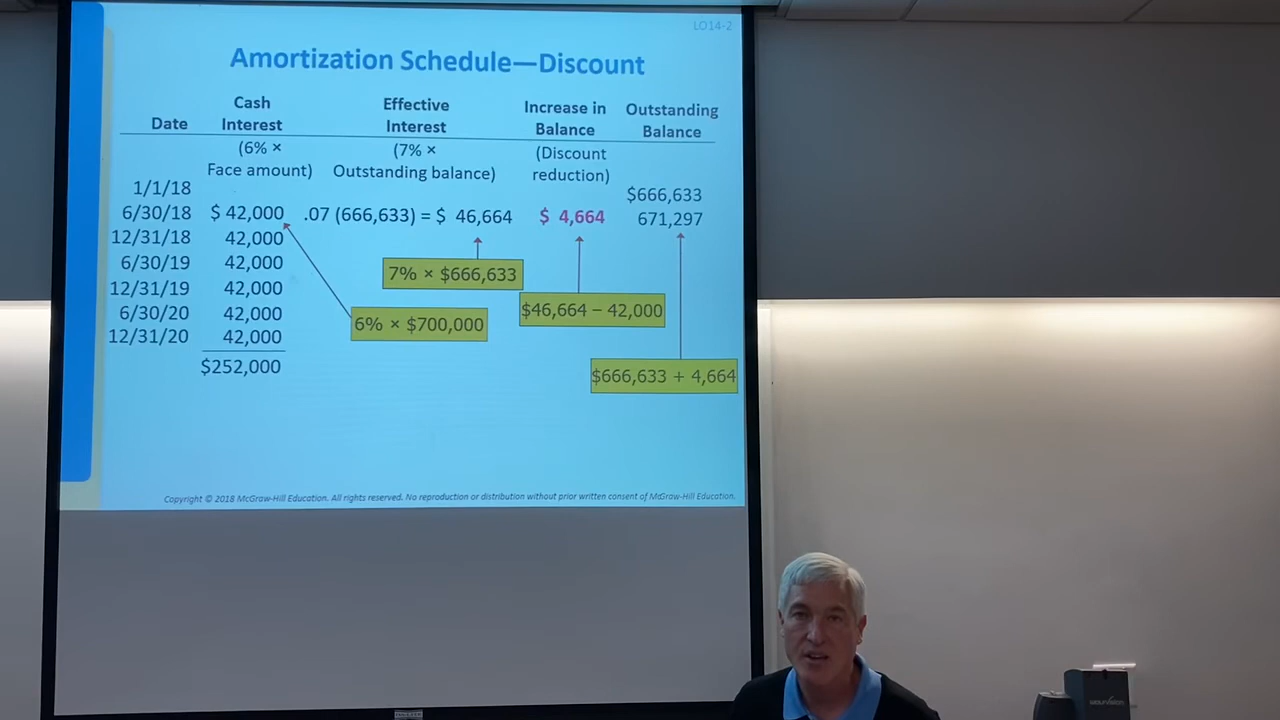 LO14-2
Amortization Schedule—Discount
Date
Cash
Interest
Effective
Interest
Increase in
Balance
Outstanding
Balance
(6% ×
Face amount)
(7% ×
Outstanding balance)
(Discount
reduction)
1/1/18 $666,633
6/30/18 $ 42,000 .07 (666,633) = $ 46,664 $ 4,664 671,297
12/31/18 42,000
6/30/19 42,000
12/31/19 42,000
6/30/20 42,000
12/31/20 42,000
$252,000
7% × $666,633
6% × $700,000
$46,664 – 42,000
$666,633 + 4,664
Copyright © 2018 McGraw-Hill Education. All rights reserved. No reproduction or distribution without prior written consent of McGraw-Hill Education.